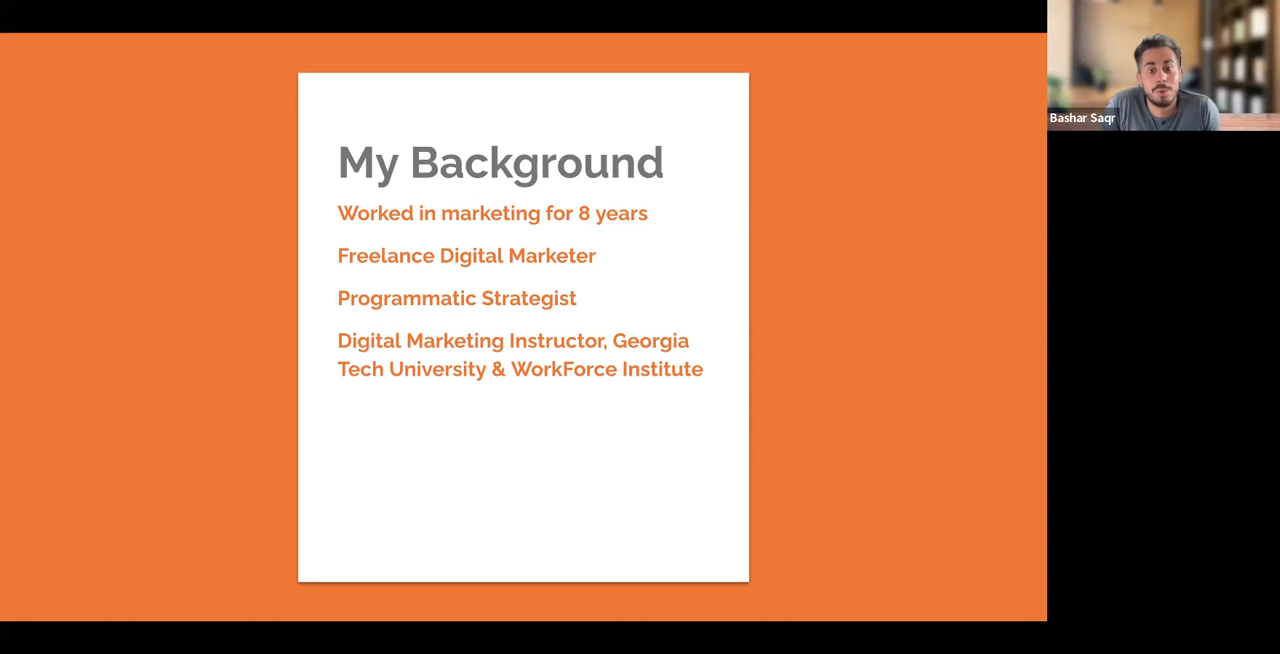 My Background
Worked in marketing for 8 years
Freelance Digital Marketer
Programmatic Strategist
Digital Marketing Instructor, Georgia
Tech University & WorkForce Institute
Bashar Saqr